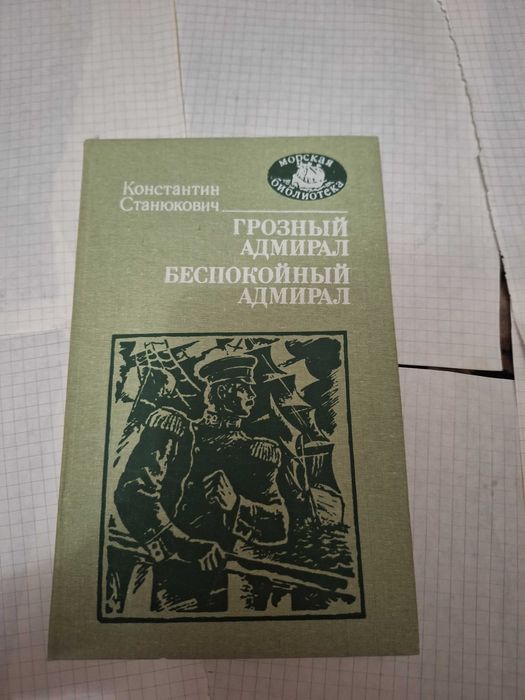 морская
библиотека
Константин
Станюкович
ГРОЗНЫЙ
АДМИРАЛ
БЕСПОКОЙНЫЙ
АДМИРАЛ